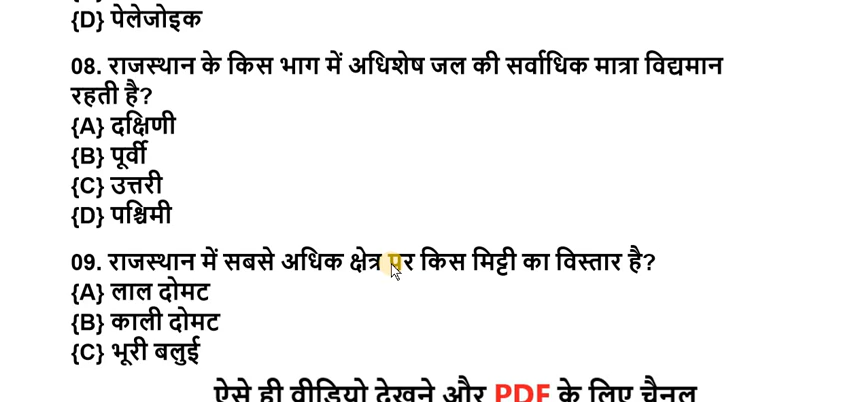 {D} पेलेजोइक
08. राजस्थान के किस भाग में अधिशेष जल की सर्वाधिक मात्रा विद्यमान
रहती है?
{A} दक्षिणी
{B} पूर्वी
{C} उत्तरी
{D} पश्चिमी
09. राजस्थान में सबसे अधिक क्षेत्र पर किस मिट्टी का विस्तार है?
{A} लाल दोमट
{B} काली दोमट
{C} भूरी बलुई
ऐसे ही वीडियो देखने और PDF के लिए चैनल